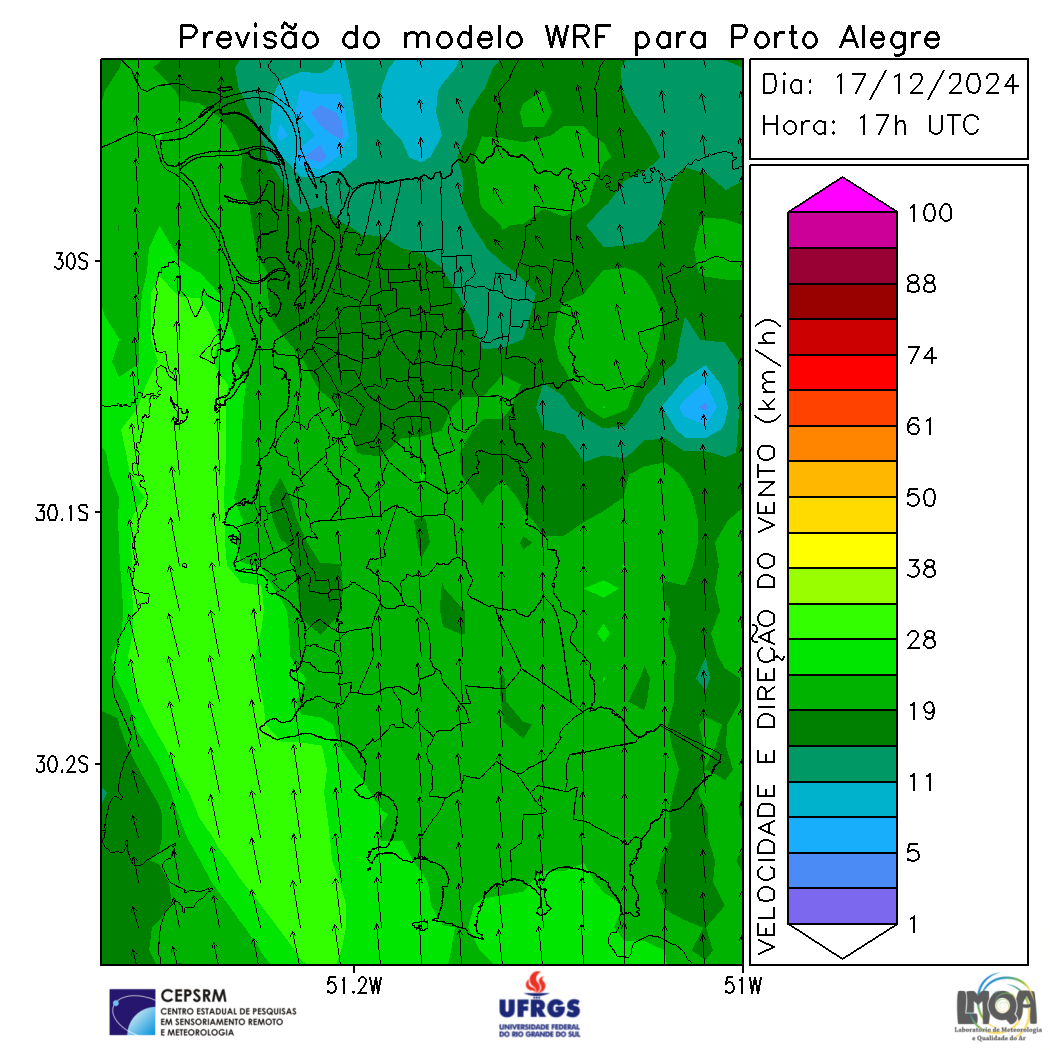 Previsão do modelo WRF para Porto Alegre
Dia: 17/12/2024
Hora: 17h UTC
30S
30.1S
30.2S
51.2W
51W
VELOCIDADE E DIREÇÃO DO VENTO (km/h)
100
88
74
61
50
38
28
19
11
5
1
CEPSRM
CENTRO ESTADUAL DE PESQUISAS
EM SENSORIAMENTO REMOTO
E METEOROLOGIA
UFRGS
UNIVERSIDADE FEDERAL
DO RIO GRANDE DO SUL
LMQA
Laboratório de Meteorologia
e Qualidade do Ar